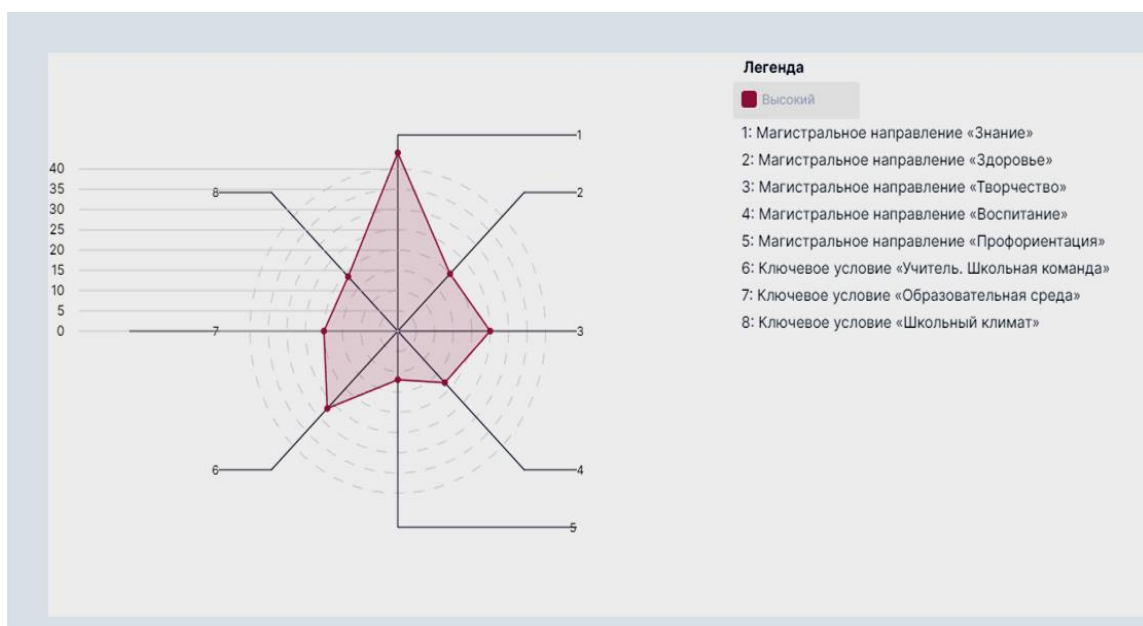 Легенда
Высокий
1: Магистральное направление «Знание»
2: Магистральное направление «Здоровье»
3: Магистральное направление «Творчество»
4: Магистральное направление «Воспитание»
5: Магистральное направление «Профориентация»
6: Ключевое условие «Учитель. Школьная команда»
7: Ключевое условие «Образовательная среда»
8: Ключевое условие «Школьный климат»
1
2
3
4
5
6
7
8
40
35
30
25
20
15
10
5
0